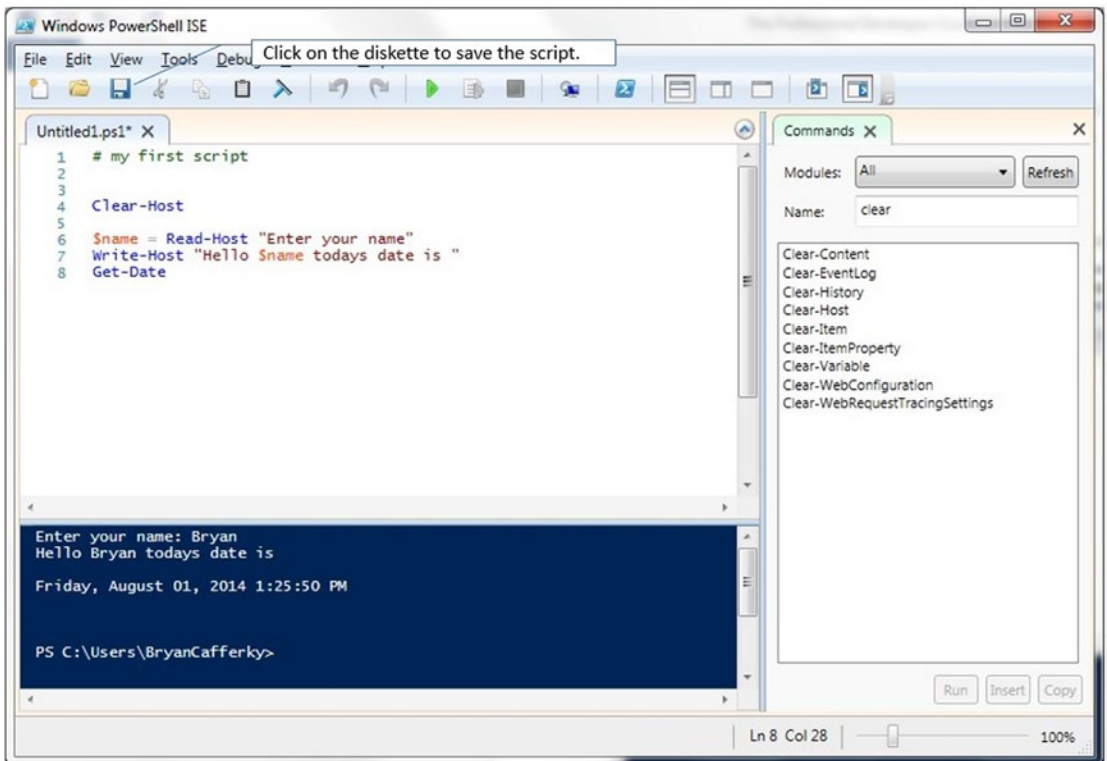 Windows PowerShell ISE
Click on the diskette to save the script.
File Edit View Tools
Untitled1.ps1* X
1 # my first script
2
3
4 Clear-Host
5
6 $name = Read-Host "Enter your name"
7 Write-Host "Hello $name todays date is "
8 Get-Date
Enter your name: Bryan
Hello Bryan todays date is
Friday, August 01, 2014 1:25:50 PM
PS C:\Users\BryanCafferky>
Commands X
Modules: All Refresh
Name: clear
Clear-Content
Clear-EventLog
Clear-History
Clear-Host
Clear-Item
Clear-ItemProperty
Clear-Variable
Clear-WebConfiguration
Clear-WebRequestTracingSettings
Run Insert Copy
Ln 8 Col 28 100%